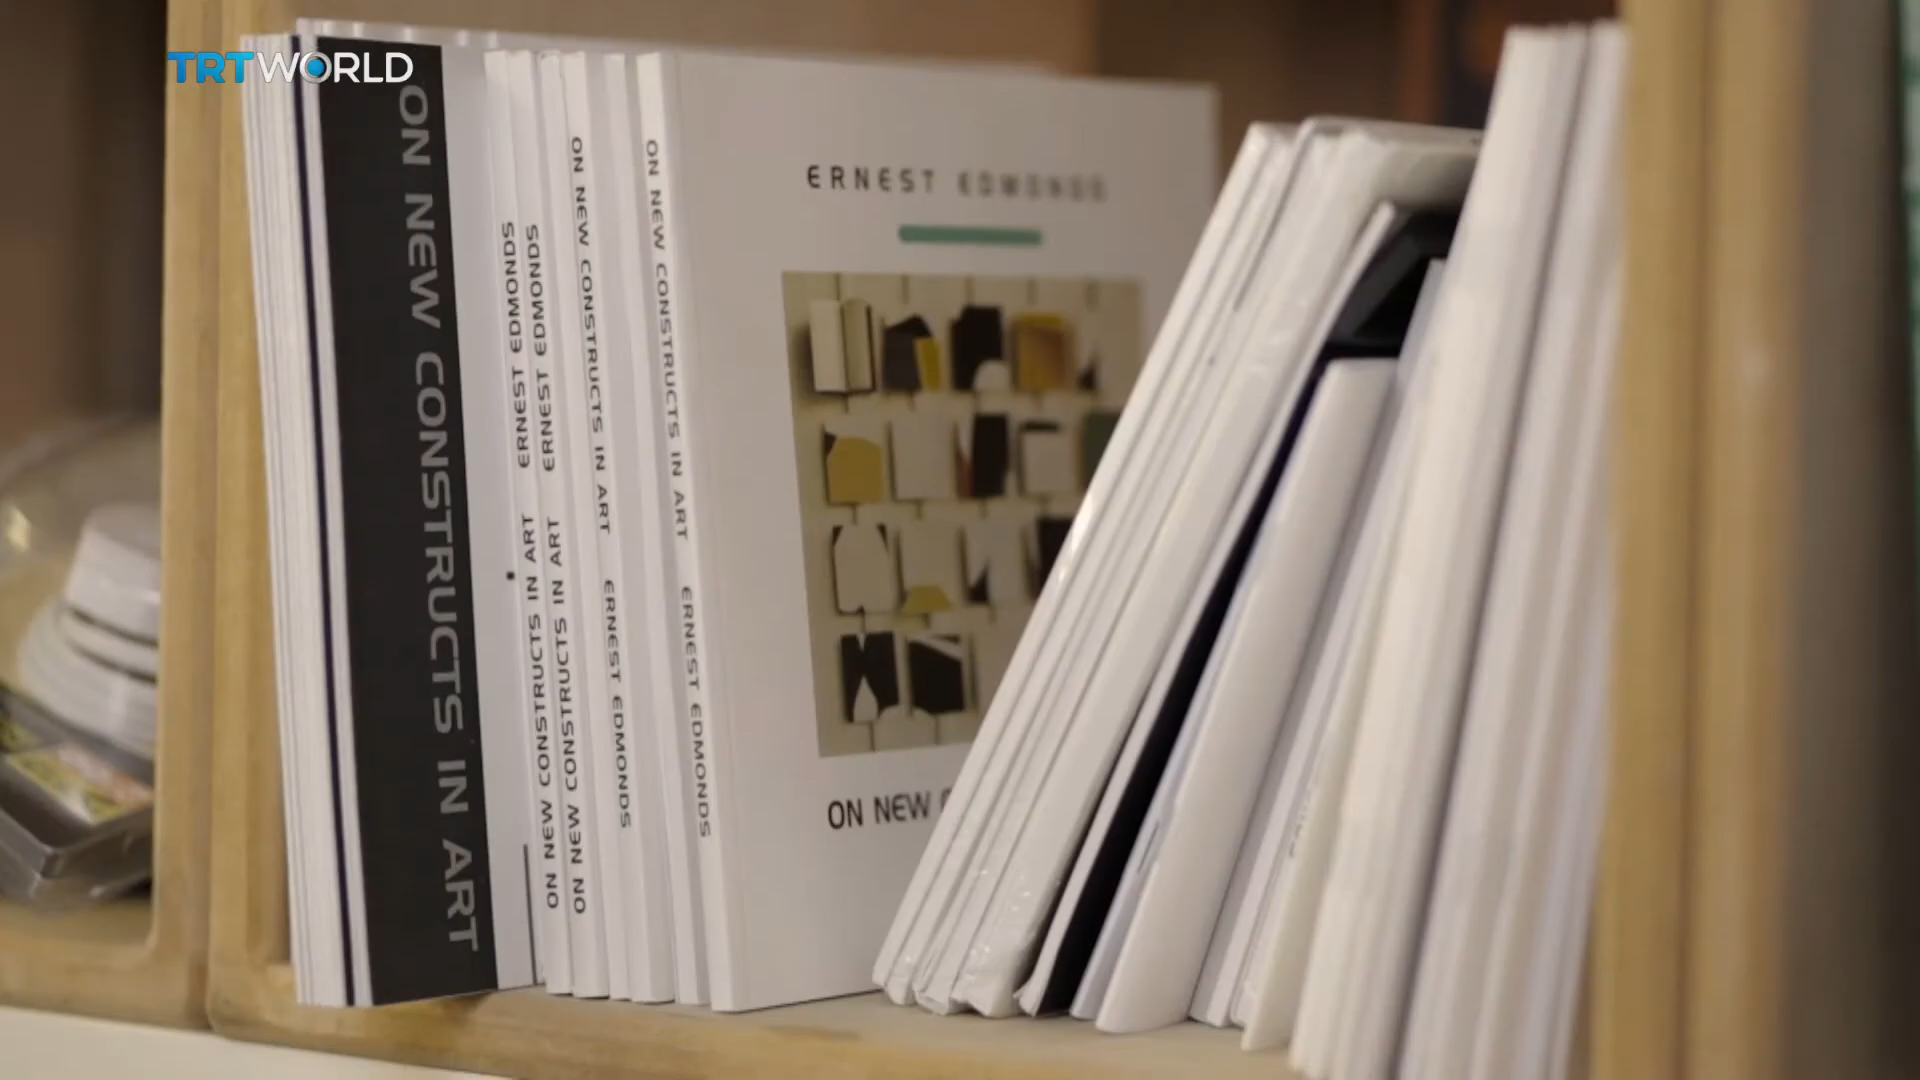 TRTWORLD
ON NEW CONSTRUCTS IN ART
ERNEST EDMONDS ON NEW CONSTRUCTS IN ART
ERNEST EDMONDS ON NEW CONSTRUCTS IN ART
ON NEW CONSTRUCTS IN ART ERNEST EDMONDS
ON NEW CONSTRUCTS IN ART ERNEST EDMONDS
ERNEST EDMONDS
ON NEW